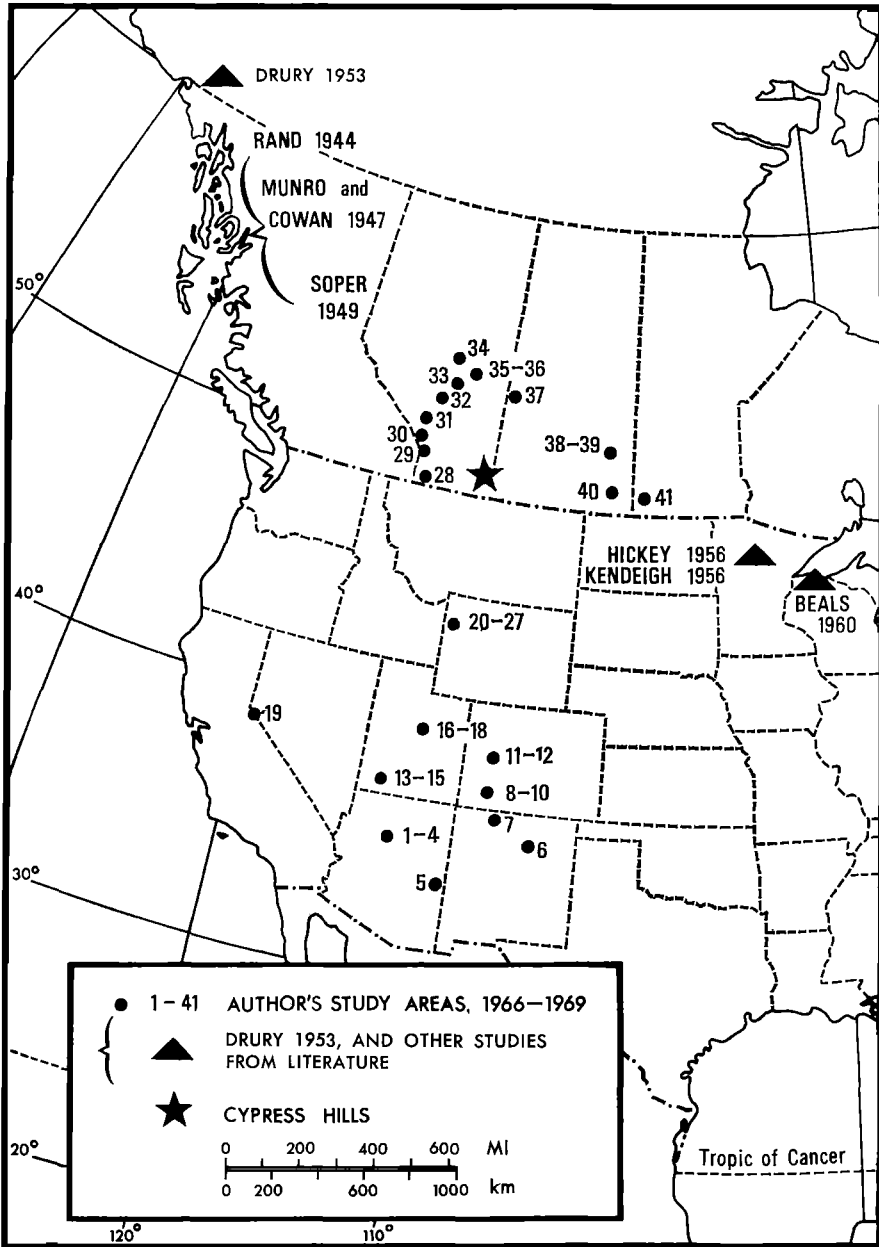 DRURY 1953
RAND 1944
MUNRO and
COWAN 1947
SOPER
1949
50°
34
35-36
33
37
32
31
30
38-39
29
28
40
41
HICKEY 1956
KENDEIGH 1956
BEALS
1960
40°
20-27
19
16-18
11-12
13-15
8-10
7
1-4
6
5
30°
1-41 AUTHOR'S STUDY AREAS, 1966-1969
DRURY 1953, AND OTHER STUDIES
FROM LITERATURE
CYPRESS HILLS
0 200 400 600 MI
0 200 600 1000 km
Tropic of Cancer
20°
120°
110°